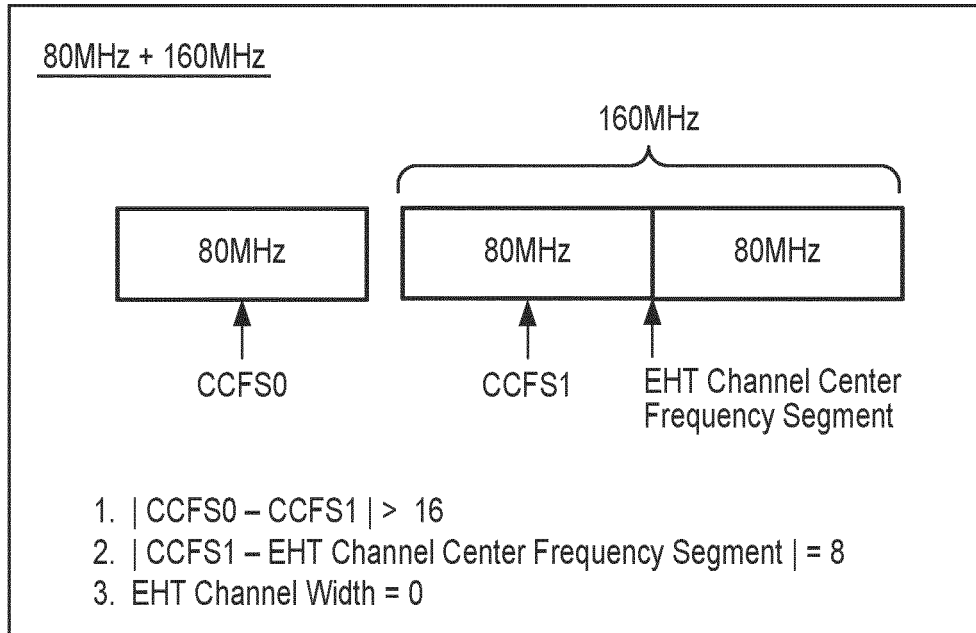 80MHz + 160MHz
160MHz
80MHz
80MHz
80MHz
CCFS0
CCFS1
EHT Channel Center
Frequency Segment
1. | CCFS0 – CCFS1 | > 16
2. | CCFS1 – EHT Channel Center Frequency Segment | = 8
3. EHT Channel Width = 0